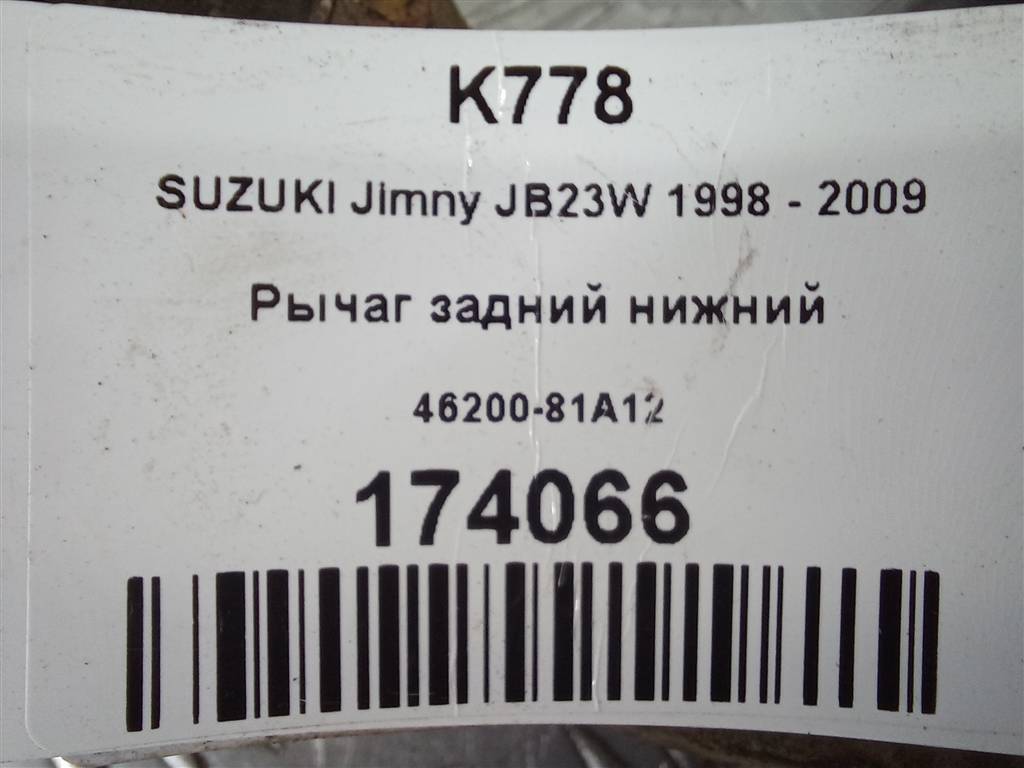 K778
SUZUKI Jimny JB23W 1998 - 2009
Рычаг задний нижний
46200-81A12
174066